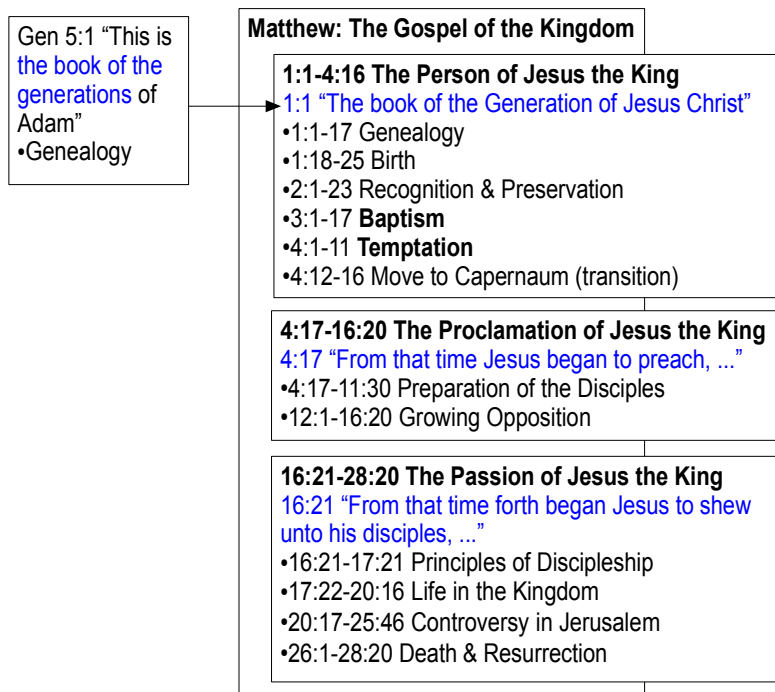 Gen 5:1 “This is
the book of the
generations of
Adam”
•Genealogy
Matthew: The Gospel of the Kingdom
1:1-4:16 The Person of Jesus the King
1:1 “The book of the Generation of Jesus Christ”
•1:1-17 Genealogy
•1:18-25 Birth
•2:1-23 Recognition & Preservation
•3:1-17 Baptism
•4:1-11 Temptation
•4:12-16 Move to Capernaum (transition)
4:17-16:20 The Proclamation of Jesus the King
4:17 “From that time Jesus began to preach, ...”
•4:17-11:30 Preparation of the Disciples
•12:1-16:20 Growing Opposition
16:21-28:20 The Passion of Jesus the King
16:21 “From that time forth began Jesus to shew
unto his disciples, ...”
•16:21-17:21 Principles of Discipleship
•17:22-20:16 Life in the Kingdom
•20:17-25:46 Controversy in Jerusalem
•26:1-28:20 Death & Resurrection